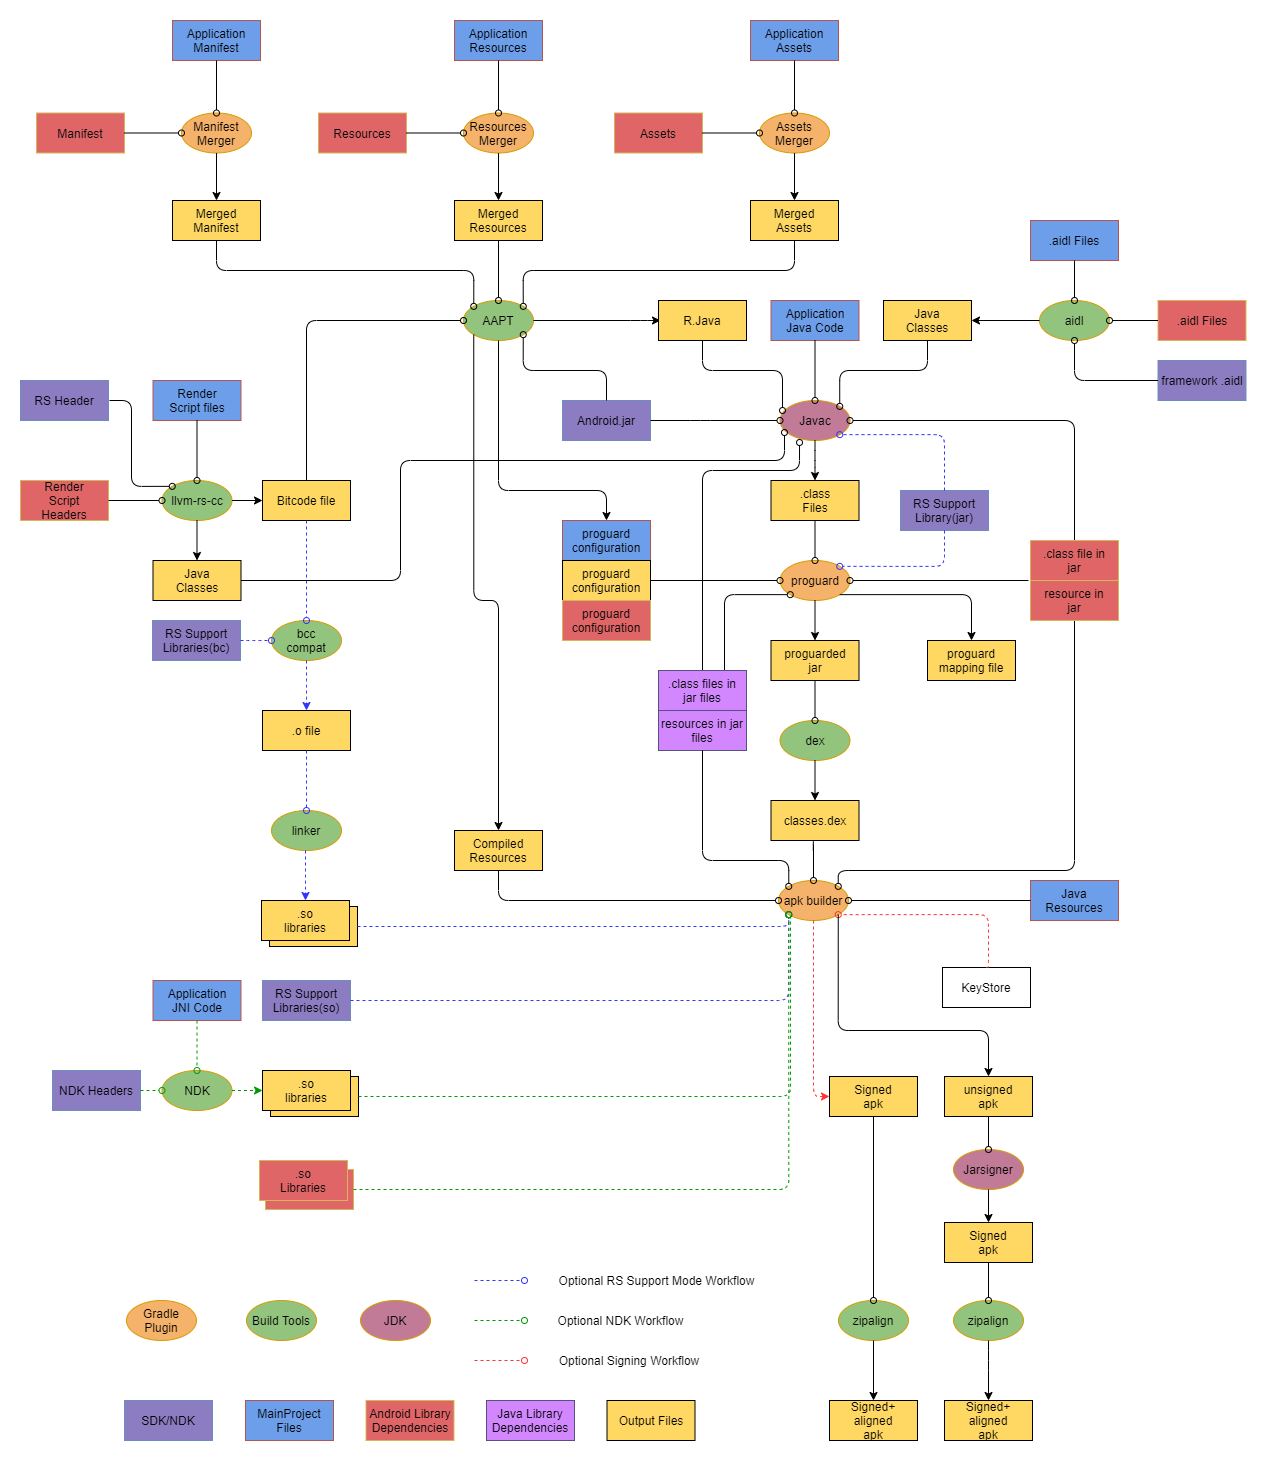 Application
Manifest
Application
Resources
Application
Assets
Manifest
Manifest
Merger
Resources
Resources
Merger
Assets
Assets
Merger
Merged
Manifest
Merged
Resources
Merged
Assets
.aidl Files
AAPT
R.Java
Application
Java Code
Java
Classes
aidl
.aidl Files
framework .aidl
RS Header
Render
Script files
Android.jar
Javac
Render
Script
Headers
llvm-rs-cc
Bitcode file
.class
Files
RS Support
Library(jar)
proguard
configuration
.class file in
jar
Java
Classes
proguard
configuration
proguard
resource in
jar
proguard
configuration
RS Support
Libraries(bc)
bcc
compat
proguarded
jar
proguard
mapping file
.class files in
jar files
resources in jar
files
.o file
dex
linker
classes.dex
Compiled
Resources
apk builder
Java
Resources
.so
libraries
Application
JNI Code
RS Support
Libraries(so)
KeyStore
NDK Headers
NDK
.so
libraries
Signed
apk
unsigned
apk
.so
Libraries
Jarsigner
Signed
apk
Optional RS Support Mode Workflow
Gradle
Plugin
Build Tools
JDK
Optional NDK Workflow
zipalign
zipalign
Optional Signing Workflow
SDK/NDK
MainProject
Files
Android Library
Dependencies
Java Library
Dependencies
Output Files
Signed+
aligned
apk
Signed+
aligned
apk